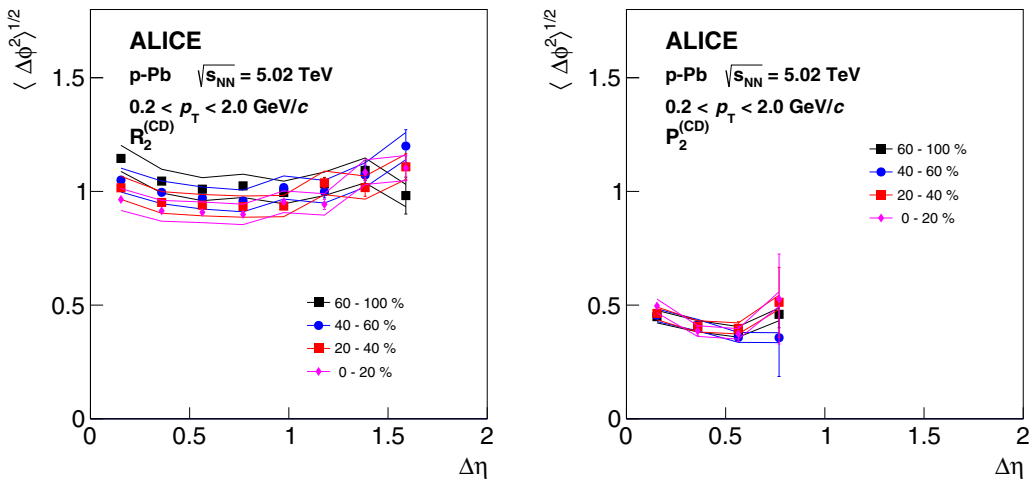 ⟨ Δϕ²⟩^1/2
ALICE
p-Pb √s_NN = 5.02 TeV
0.2 < p_T < 2.0 GeV/c
R_2^(CD)
1.5
1
0.5
0
60 - 100 %
40 - 60 %
20 - 40 %
0 - 20 %
0 0.5 1 1.5 2
Δη
⟨ Δϕ²⟩^1/2
ALICE
p-Pb √s_NN = 5.02 TeV
0.2 < p_T < 2.0 GeV/c
P_2^(CD)
60 - 100 %
40 - 60 %
20 - 40 %
0 - 20 %
1.5
1
0.5
0
0 0.5 1 1.5 2
Δη